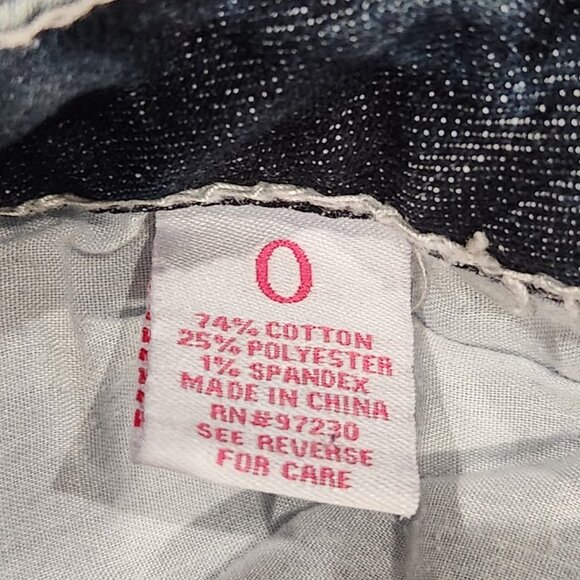 0
74% COTTON
25% POLYESTER
1% SPANDEX
MADE IN CHINA
RN#97230
SEE REVERSE
FOR CARE